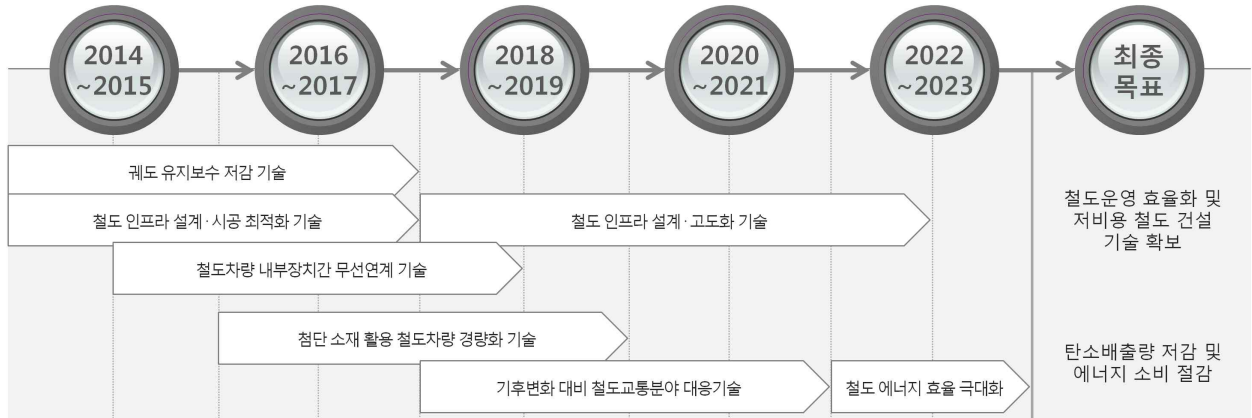 2014
~2015
2016
~2017
2018
~2019
2020
~2021
2022
~2023
최종
목표
궤도 유지보수 저감 기술
철도 인프라 설계·시공 최적화 기술
철도 인프라 설계·고도화 기술
철도차량 내부장치간 무선연계 기술
철도운영 효율화 및
저비용 철도 건설
기술 확보
첨단 소재 활용 철도차량 경량화 기술
기후변화 대비 철도교통분야 대응기술
철도 에너지 효율 극대화
탄소배출량 저감 및
에너지 소비 절감